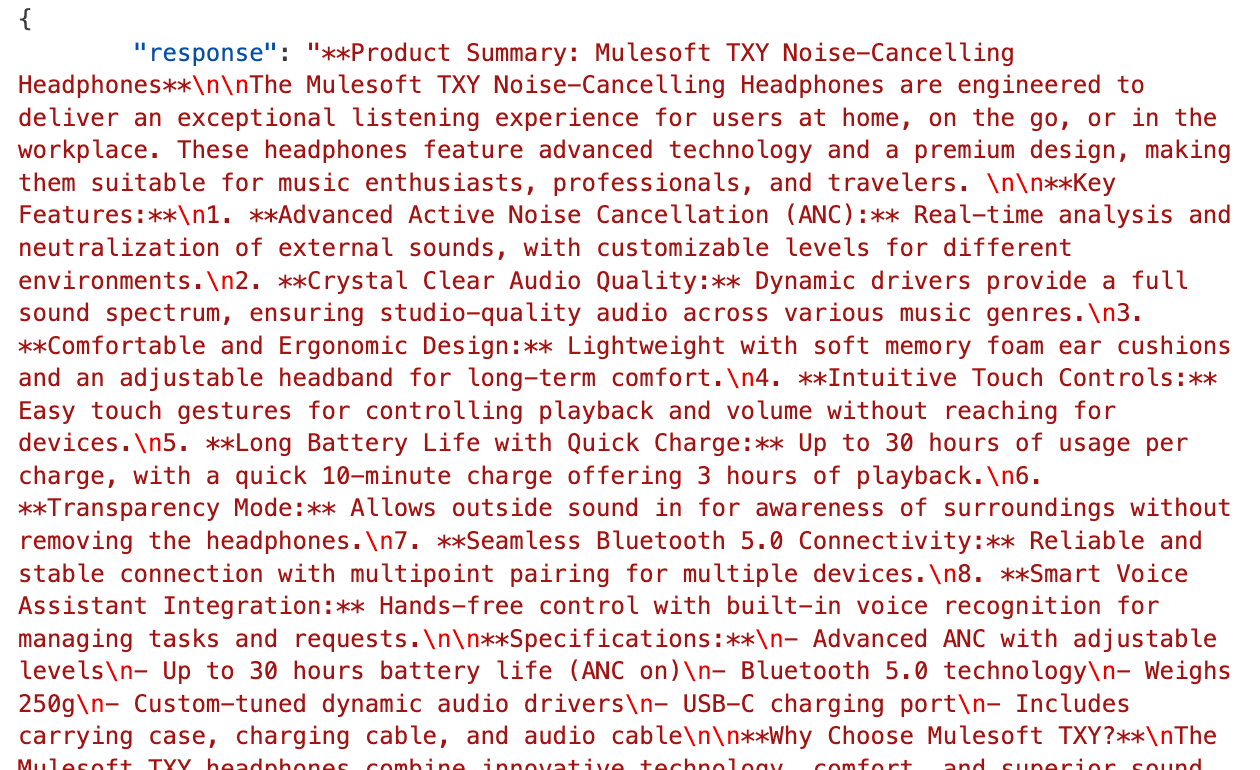 {
"response": "**Product Summary: Mulesoft TXY Noise-Cancelling
Headphones**\n\nThe Mulesoft TXY Noise-Cancelling Headphones are engineered to
deliver an exceptional listening experience for users at home, on the go, or in the
workplace. These headphones feature advanced technology and a premium design, making
them suitable for music enthusiasts, professionals, and travelers. \n\n**Key
Features:**\n1. **Advanced Active Noise Cancellation (ANC):** Real-time analysis and
neutralization of external sounds, with customizable levels for different
environments.\n2. **Crystal Clear Audio Quality:** Dynamic drivers provide a full
sound spectrum, ensuring studio-quality audio across various music genres.\n3.
**Comfortable and Ergonomic Design:** Lightweight with soft memory foam ear cushions
and an adjustable headband for long-term comfort.\n4. **Intuitive Touch Controls:**
Easy touch gestures for controlling playback and volume without reaching for
devices.\n5. **Long Battery Life with Quick Charge:** Up to 30 hours of usage per
charge, with a quick 10-minute charge offering 3 hours of playback.\n6.
**Transparency Mode:** Allows outside sound in for awareness of surroundings without
removing the headphones.\n7. **Seamless Bluetooth 5.0 Connectivity:** Reliable and
stable connection with multipoint pairing for multiple devices.\n8. **Smart Voice
Assistant Integration:** Hands-free control with built-in voice recognition for
managing tasks and requests.\n\n**Specifications:**\n- Advanced ANC with adjustable
levels\n- Up to 30 hours battery life (ANC on)\n- Bluetooth 5.0 technology\n- Weighs
250g\n- Custom-tuned dynamic audio drivers\n- USB-C charging port\n- Includes
carrying case, charging cable, and audio cable\n\n**Why Choose Mulesoft TXY?**\nThe
Mulesoft TXY headphones combine innovative technology, comfort, and superior sound